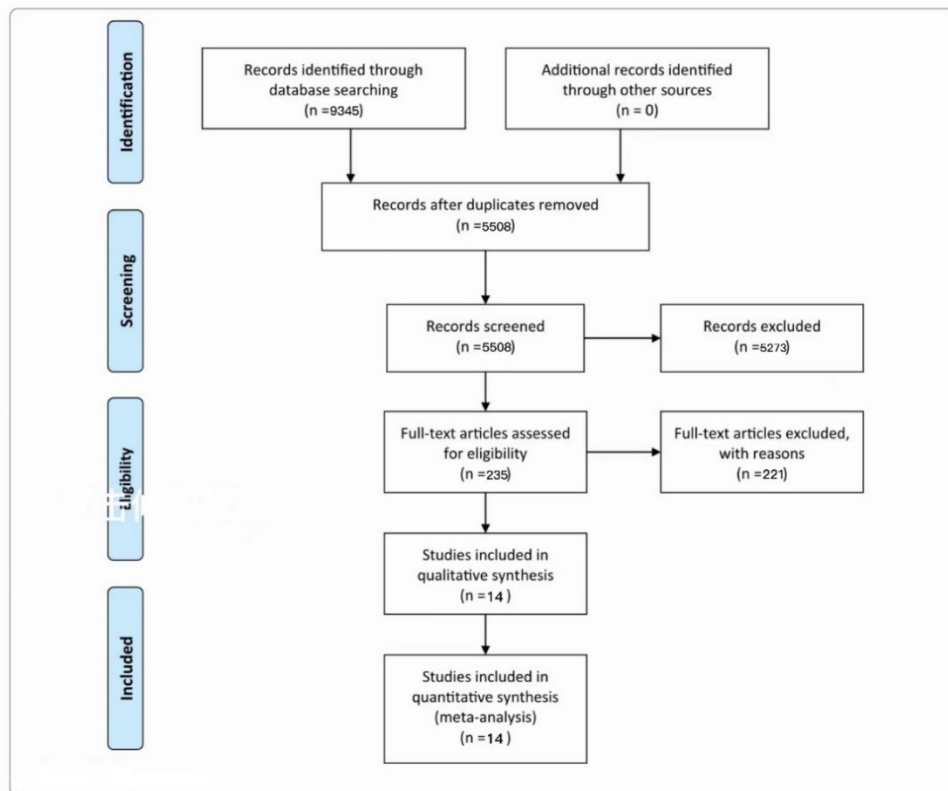 Identification
Records identified through
database searching
(n =9345)
Additional records identified
through other sources
(n = 0)
Records after duplicates removed
(n =5508)
Screening
Records screened
(n =5508)
Records excluded
(n =5273)
Eligibility
Full-text articles assessed
for eligibility
(n =235)
Full-text articles excluded,
with reasons
(n =221)
Studies included in
qualitative synthesis
(n =14 )
Included
Studies included in
quantitative synthesis
(meta-analysis)
(n =14 )